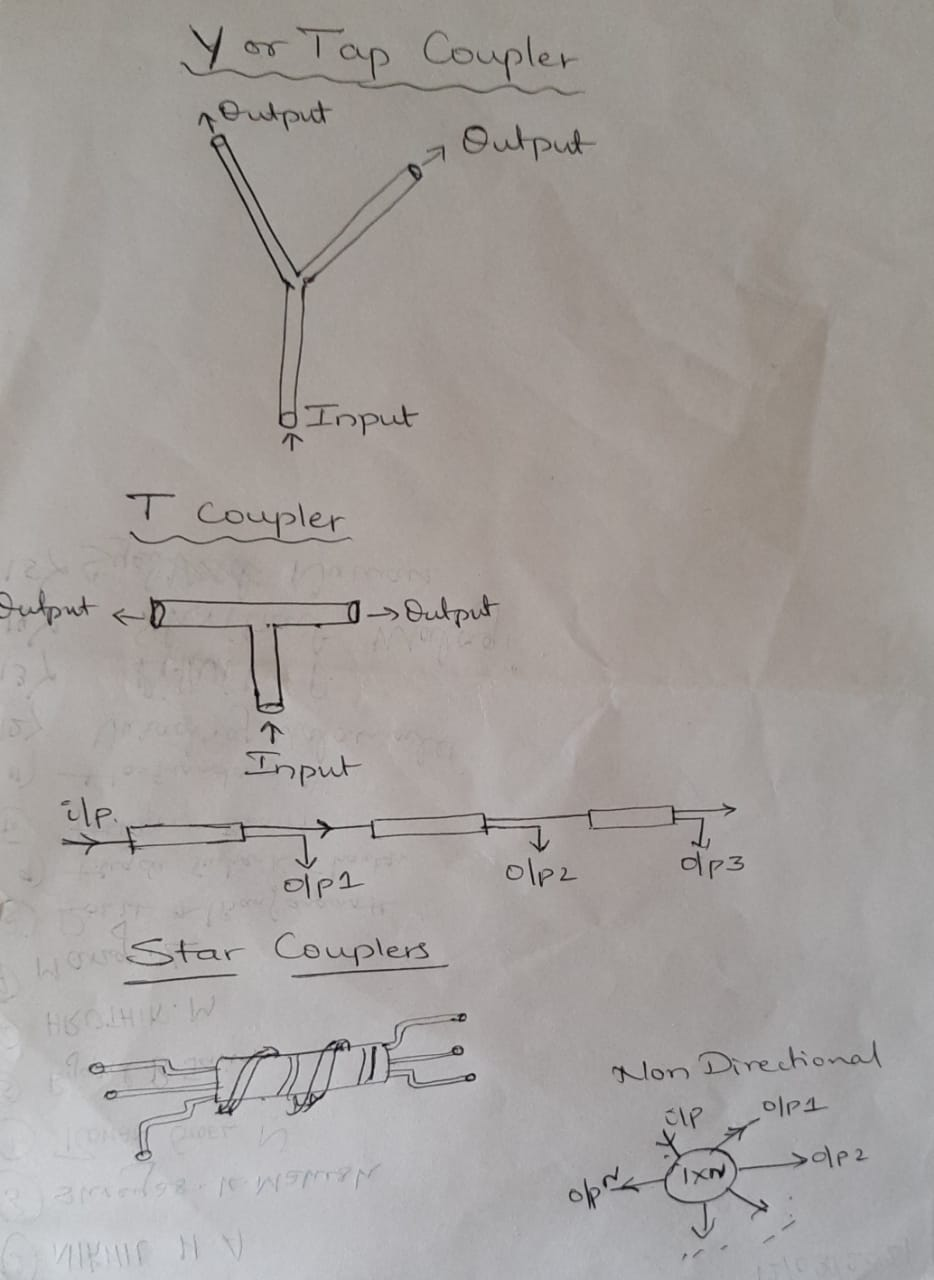 Y or Tap Coupler
Output
Output
Input
T Coupler
Output
Output
Input
i/p.
o/p1
o/p2
o/p3
Star Couplers
Non Directional
i/p
o/p1
1XN
o/p2
o/pN